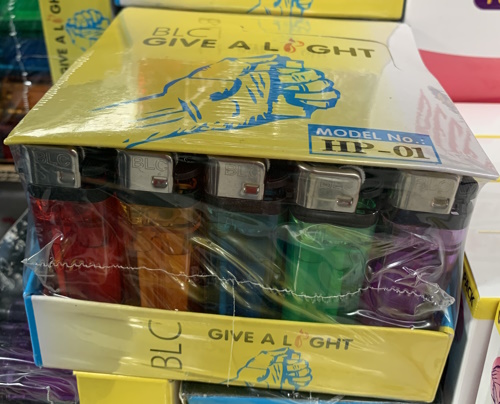 BLC
GIVE A LIGHT
MODEL No.:
HP-01
BLC
GIVE A LIGHT